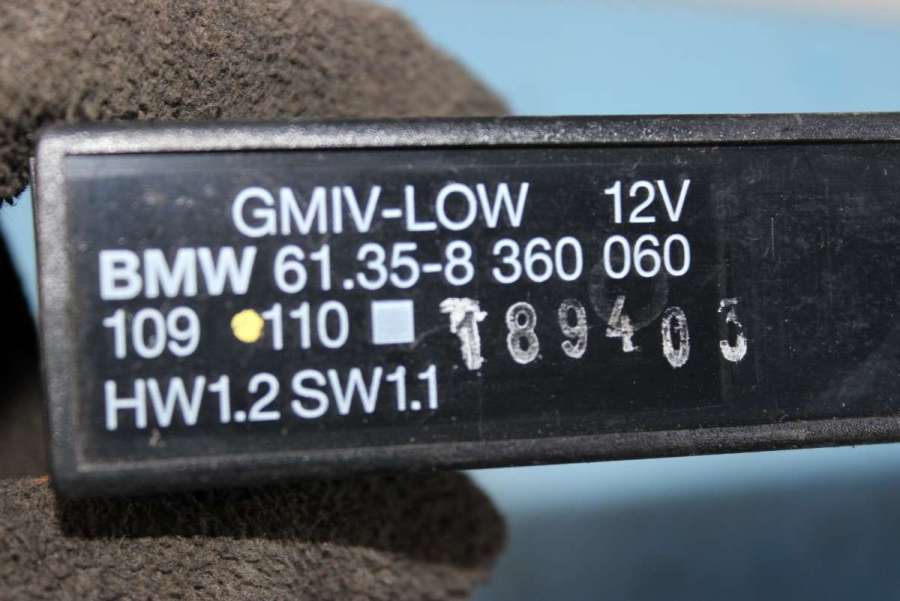 GMIV-LOW 12V
BMW 61.35-8 360 060
109 110 189403
HW1.2 SW1.1